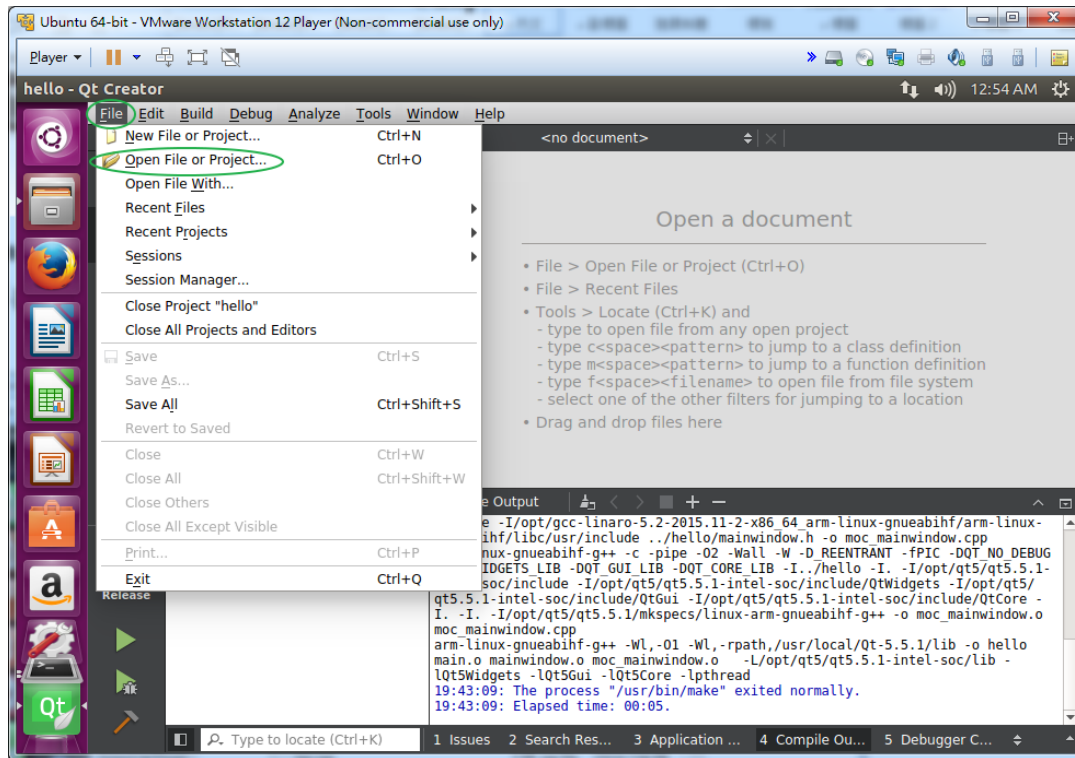 Ubuntu 64-bit - VMware Workstation 12 Player (Non-commercial use only)
Player
hello - Qt Creator
12:54 AM
File Edit Build Debug Analyze Tools Window Help
New File or Project... Ctrl+N
<no document>
Open File or Project... Ctrl+O
Open File With...
Recent Files
Recent Projects
Sessions
Session Manager...
Close Project "hello"
Close All Projects and Editors
Save Ctrl+S
Save As...
Save All Ctrl+Shift+S
Revert to Saved
Close Ctrl+W
Close All Ctrl+Shift+W
Close Others
Close All Except Visible
Print... Ctrl+P
Exit Ctrl+Q
Open a document
• File > Open File or Project (Ctrl+O)
• File > Recent Files
• Tools > Locate (Ctrl+K) and
- type to open file from any open project
- type c<space><pattern> to jump to a class definition
- type m<space><pattern> to jump to a function definition
- type f<space><filename> to open file from file system
- select one of the other filters for jumping to a location
• Drag and drop files here
e Output
e -I/opt/gcc-linaro-5.2-2015.11-2-x86_64_arm-linux-gnueabihf/arm-linux-
ihf/libc/usr/include ../hello/mainwindow.h -o moc_mainwindow.cpp
nux-gnueabihf-g++ -c -pipe -O2 -Wall -W -D_REENTRANT -fPIC -DQT_NO_DEBUG
IDGETS_LIB -DQT_GUI_LIB -DQT_CORE_LIB -I../hello -I. -I/opt/qt5/qt5.5.1-
soc/include -I/opt/qt5/qt5.5.1-intel-soc/include/QtWidgets -I/opt/qt5/
qt5.5.1-intel-soc/include/QtGui -I/opt/qt5/qt5.5.1-intel-soc/include/QtCore -
I. -I. -I/opt/qt5/qt5.5.1/mkspecs/linux-arm-gnueabihf-g++ -o moc_mainwindow.o
moc_mainwindow.cpp
arm-linux-gnueabihf-g++ -Wl,-O1 -Wl,-rpath,/usr/local/Qt-5.5.1/lib -o hello
main.o mainwindow.o moc_mainwindow.o -L/opt/qt5/qt5.5.1-intel-soc/lib -
lQt5Widgets -lQt5Gui -lQt5Core -lpthread
19:43:09: The process "/usr/bin/make" exited normally.
19:43:09: Elapsed time: 00:05.
Release
a
Qt
Type to locate (Ctrl+K)
1 Issues 2 Search Res... 3 Application ... 4 Compile Ou... 5 Debugger C...